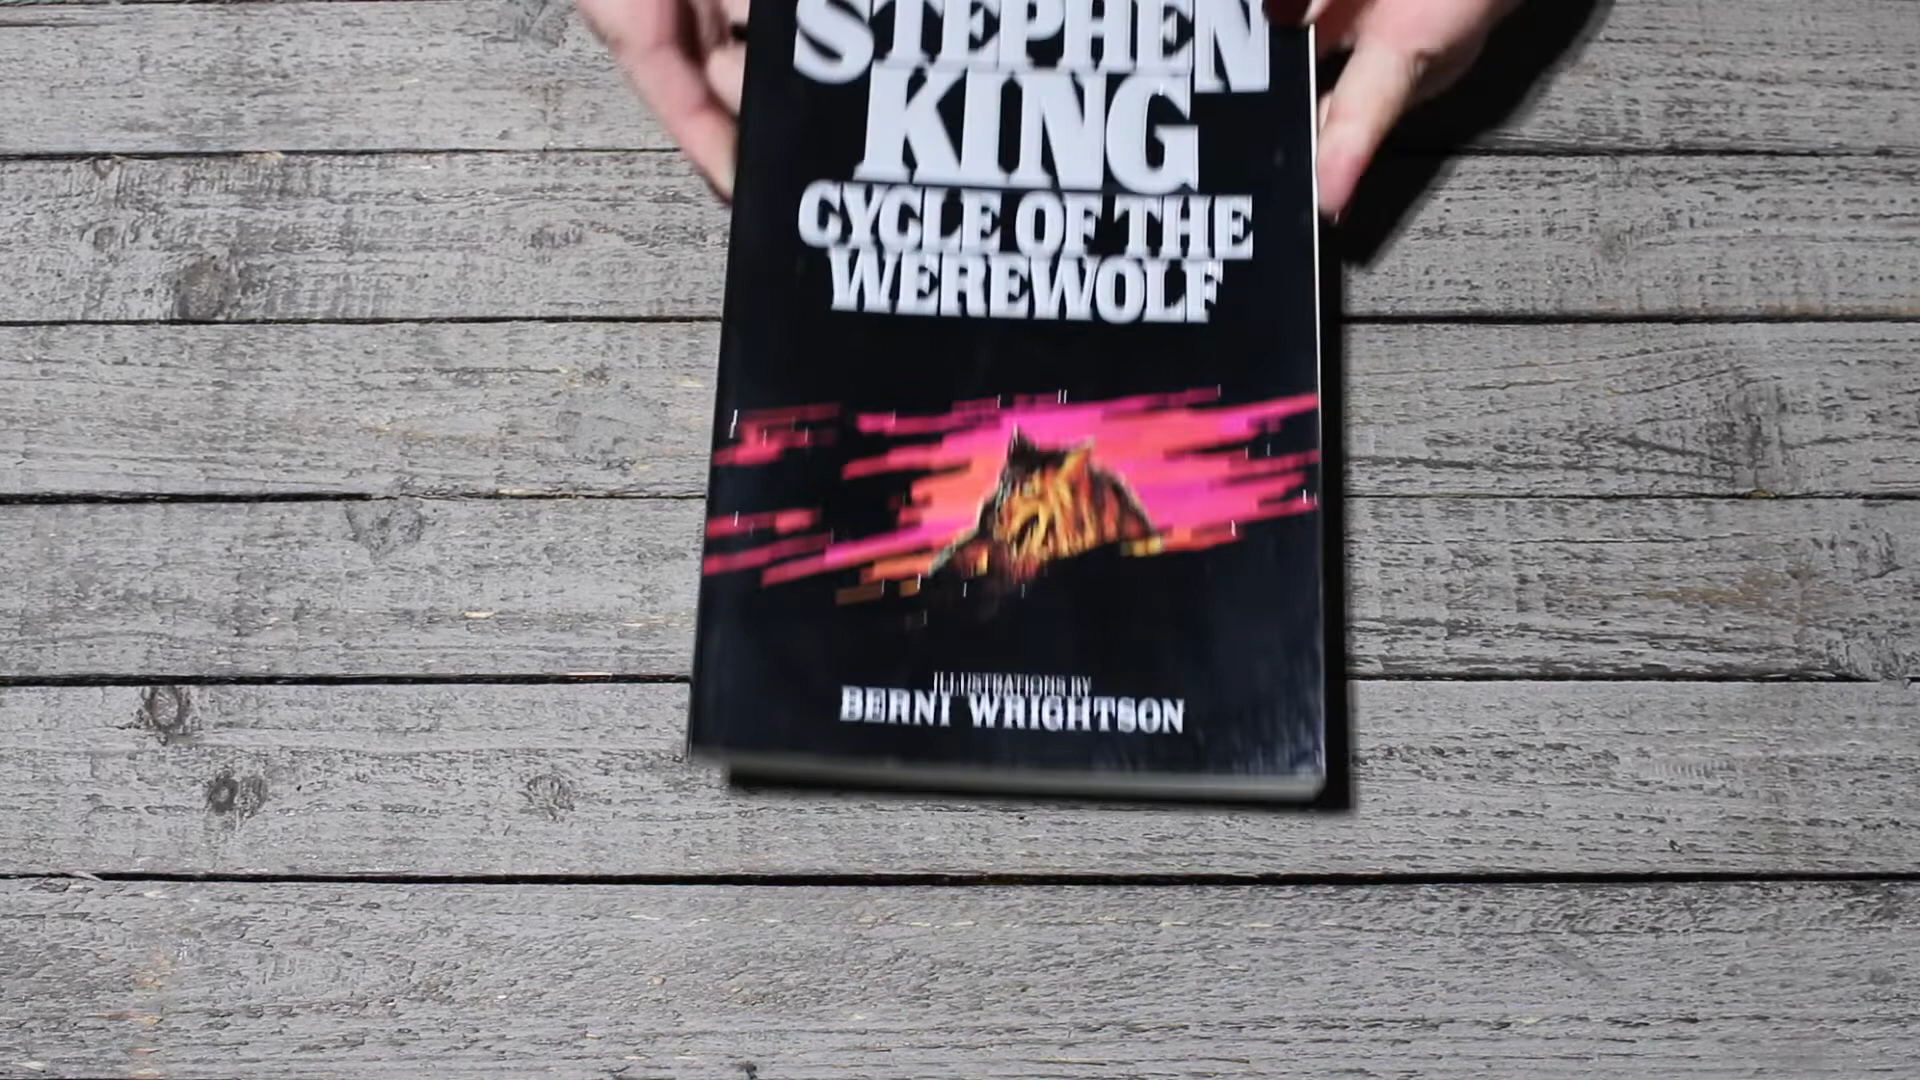 STEPHEN
KING
CYCLE OF THE
WEREWOLF
ILLUSTRATIONS BY
BERNI WRIGHTSON